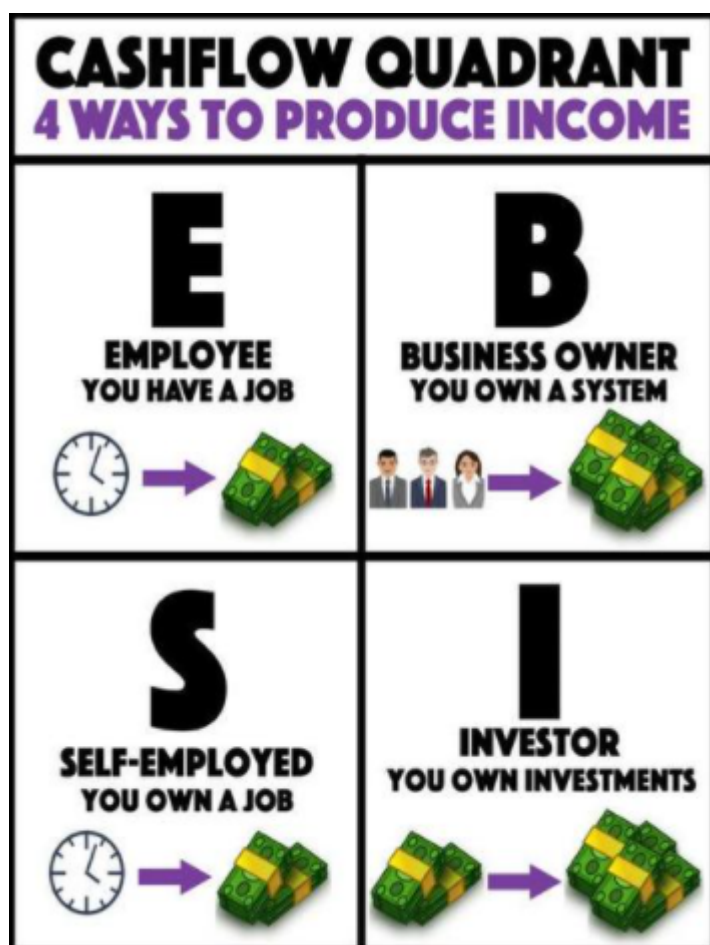 CASHFLOW QUADRANT
4 WAYS TO PRODUCE INCOME
E
EMPLOYEE
YOU HAVE A JOB
B
BUSINESS OWNER
YOU OWN A SYSTEM
S
SELF-EMPLOYED
YOU OWN A JOB
I
INVESTOR
YOU OWN INVESTMENTS